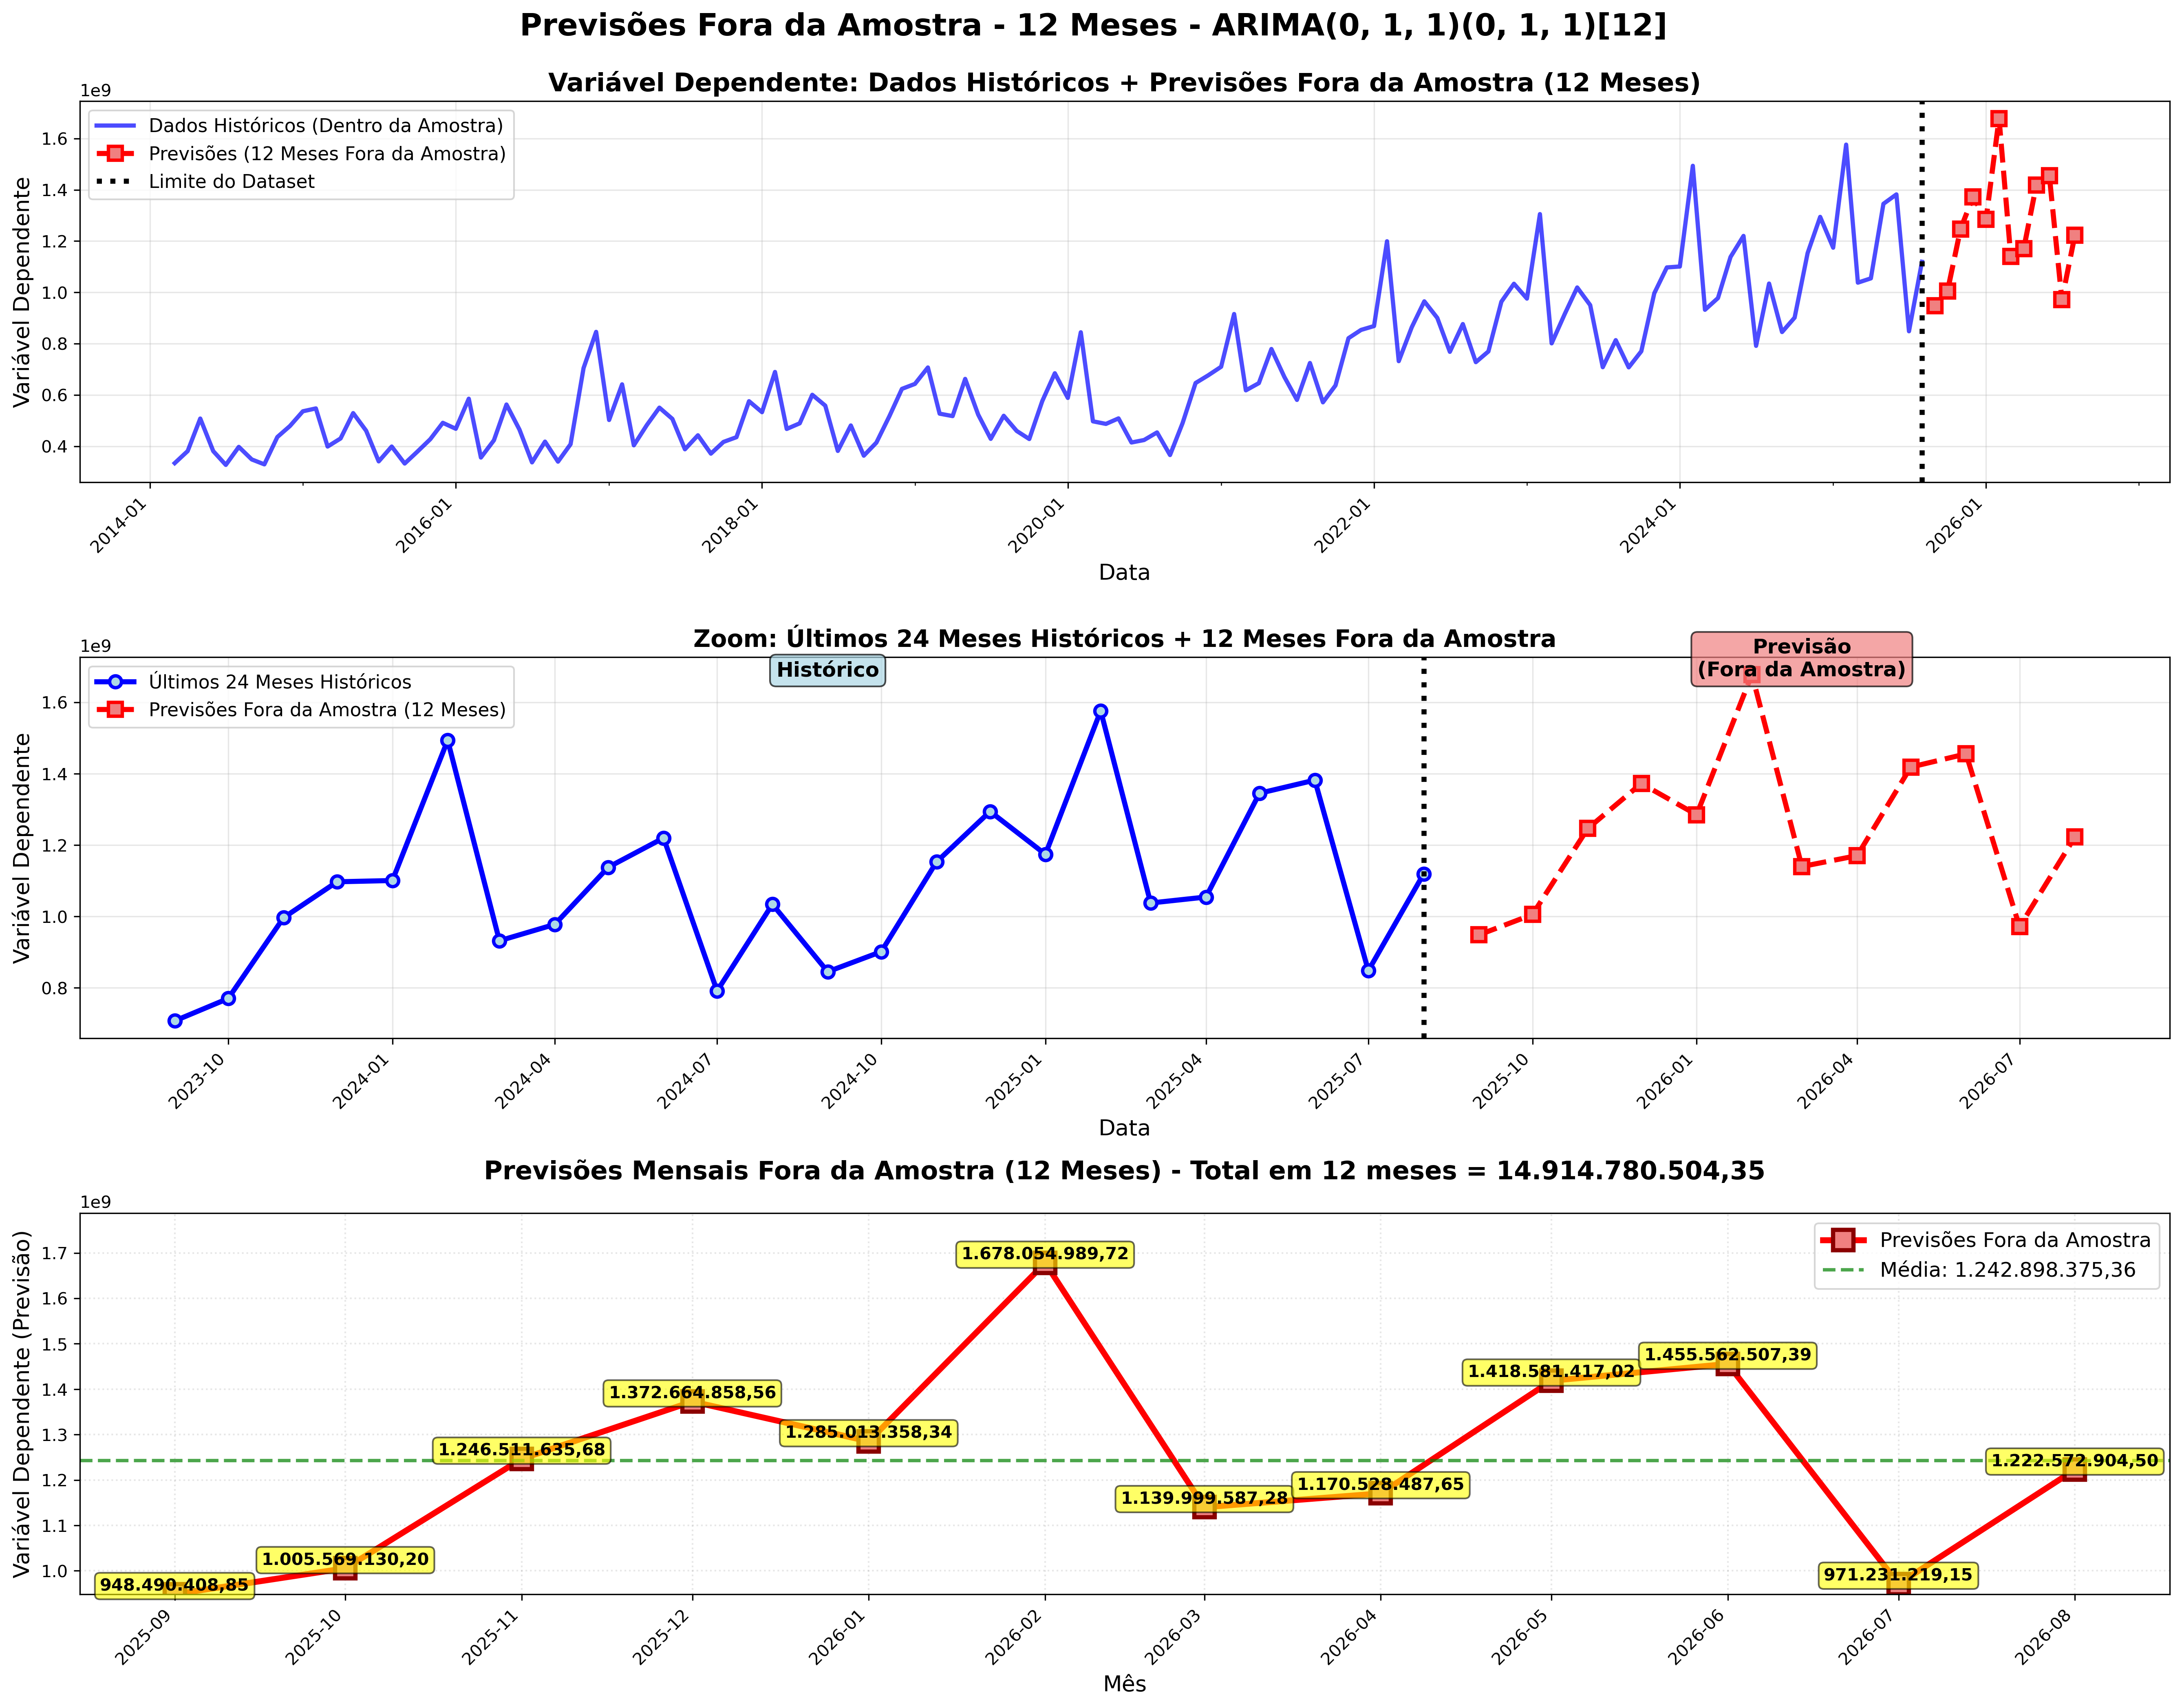 Previsões Fora da Amostra - 12 Meses - ARIMA(0, 1, 1)(0, 1, 1)[12]
Variável Dependente: Dados Históricos + Previsões Fora da Amostra (12 Meses)
1e9
Dados Históricos (Dentro da Amostra)
Previsões (12 Meses Fora da Amostra)
Limite do Dataset
Variável Dependente
1.6
1.4
1.2
1.0
0.8
0.6
0.4
2014-01
2016-01
2018-01
2020-01
2022-01
2024-01
2026-01
Data
Zoom: Últimos 24 Meses Históricos + 12 Meses Fora da Amostra
1e9
Últimos 24 Meses Históricos
Previsões Fora da Amostra (12 Meses)
Histórico
Previsão
(Fora da Amostra)
Variável Dependente
1.6
1.4
1.2
1.0
0.8
2023-10
2024-01
2024-04
2024-07
2024-10
2025-01
2025-04
2025-07
2025-10
2026-01
2026-04
2026-07
Data
Previsões Mensais Fora da Amostra (12 Meses) - Total em 12 meses = 14.914.780.504,35
1e9
Previsões Fora da Amostra
Média: 1.242.898.375,36
Variável Dependente (Previsão)
1.7
1.6
1.5
1.4
1.3
1.2
1.1
1.0
948.490.408,85
1.005.569.130,20
1.246.511.635,68
1.372.664.858,56
1.285.013.358,34
1.678.054.989,72
1.139.999.587,28
1.170.528.487,65
1.418.581.417,02
1.455.562.507,39
971.231.219,15
1.222.572.904,50
2025-09
2025-10
2025-11
2025-12
2026-01
2026-02
2026-03
2026-04
2026-05
2026-06
2026-07
2026-08
Mês